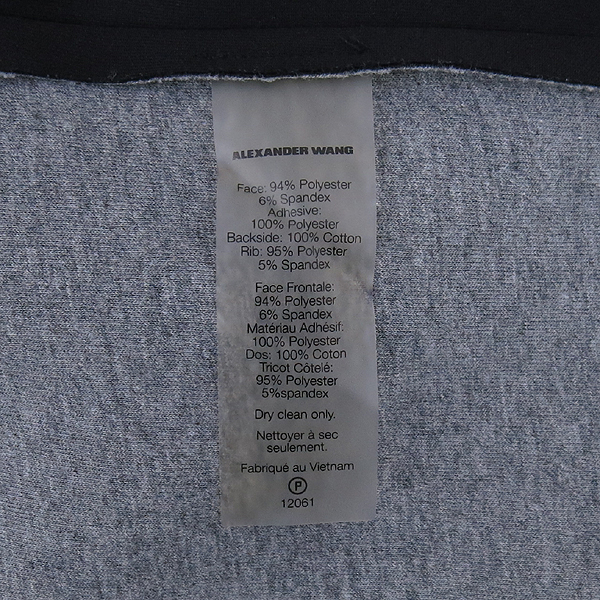 ALEXANDER WANG
Face: 94% Polyester
6% Spandex
Adhesive:
100% Polyester
Backside: 100% Cotton
Rib: 95% Polyester
5% Spandex
Face Frontale:
94% Polyester
6% Spandex
Matériau Adhésif:
100% Polyester
Dos: 100% Coton
Tricot Côtelé:
95% Polyester
5%spandex
Dry clean only.
Nettoyer à sec
seulement.
Fabriqué au Vietnam
P
12061